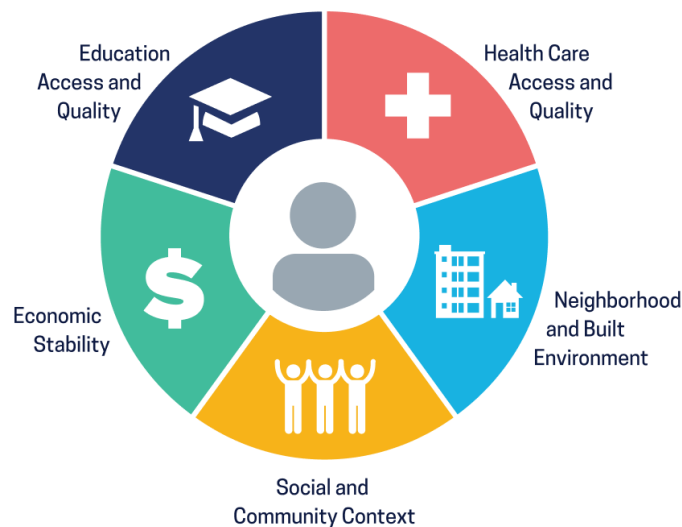 Education
Access and
Quality
Health Care
Access and
Quality
$
Economic
Stability
Neighborhood
and Built
Environment
Social and
Community Context